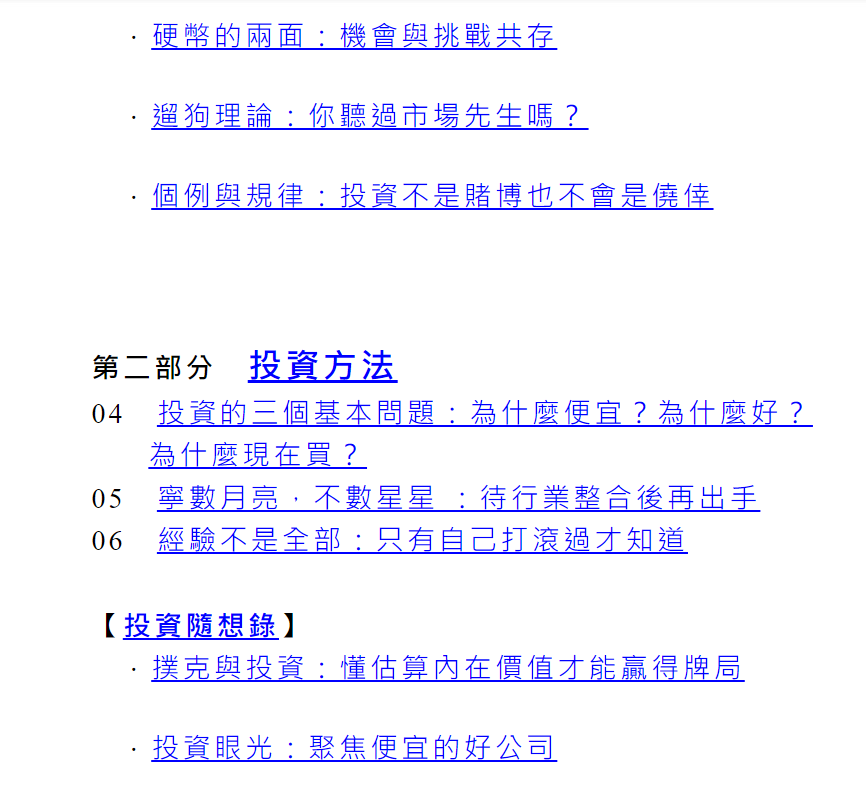 · 硬幣的兩面：機會與挑戰共存
· 遛狗理論：你聽過市場先生嗎？
· 個例與規律：投資不是賭博也不會是僥倖
第二部分　投資方法
04　投資的三個基本問題：為什麼便宜？為什麼好？
為什麼現在買？
05　寧數月亮，不數星星 ：待行業整合後再出手
06　經驗不是全部：只有自己打滾過才知道
【投資隨想錄】
· 撲克與投資：懂估算內在價值才能贏得牌局
· 投資眼光：聚焦便宜的好公司